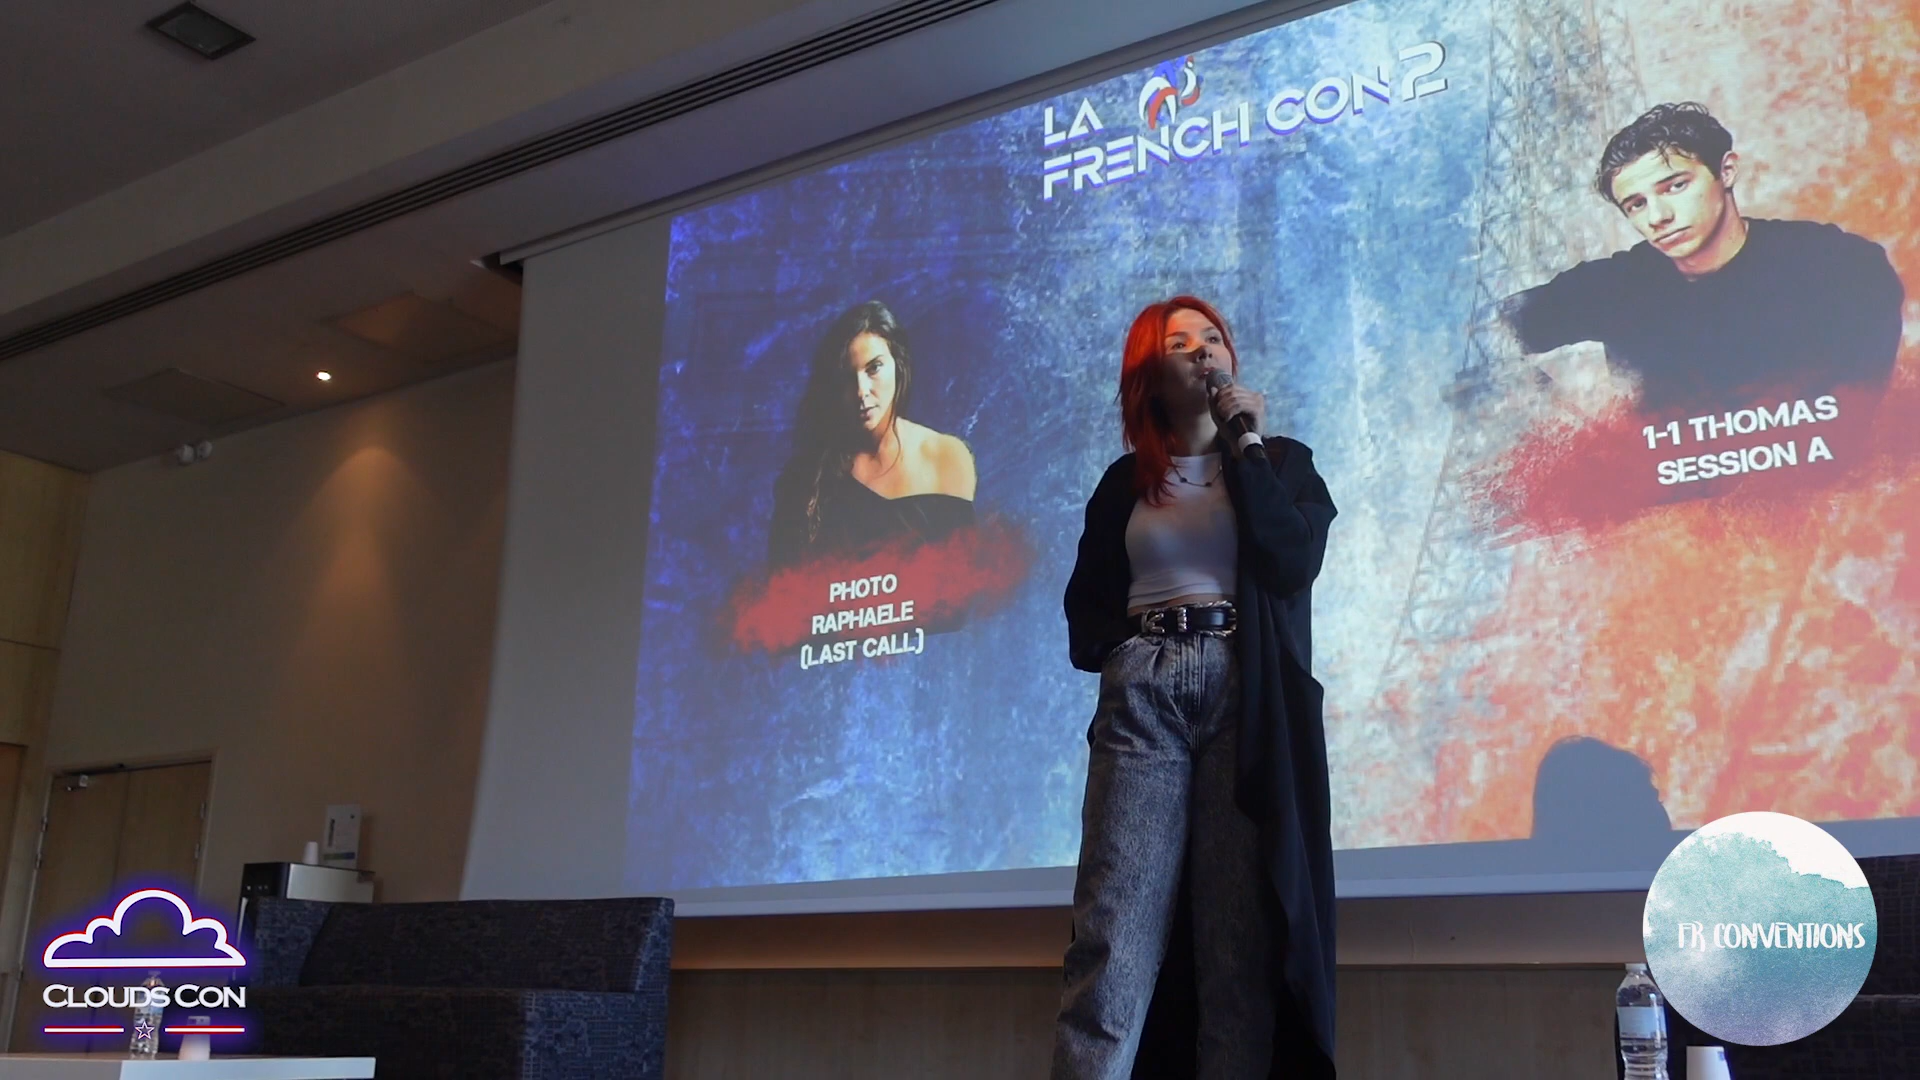 LA
FRENCH CON 2
PHOTO
RAPHAELE
(LAST CALL)
1-1 THOMAS
SESSION A
CLOUDS CON
FR CONVENTIONS